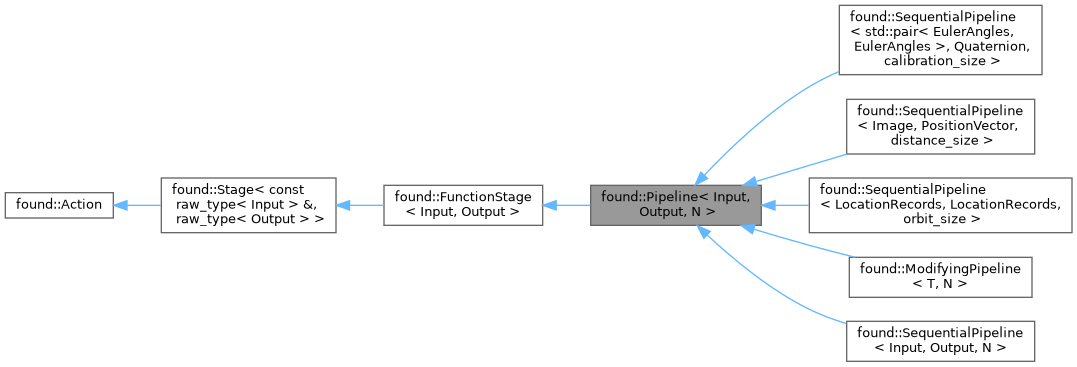 found::Action
found::Stage< const
raw_type< Input > &,
raw_type< Output > >
found::FunctionStage
< Input, Output >
found::Pipeline< Input,
Output, N >
found::SequentialPipeline
< std::pair< EulerAngles,
EulerAngles >, Quaternion,
calibration_size >
found::SequentialPipeline
< Image, PositionVector,
distance_size >
found::SequentialPipeline
< LocationRecords, LocationRecords,
orbit_size >
found::ModifyingPipeline
< T, N >
found::SequentialPipeline
< Input, Output, N >